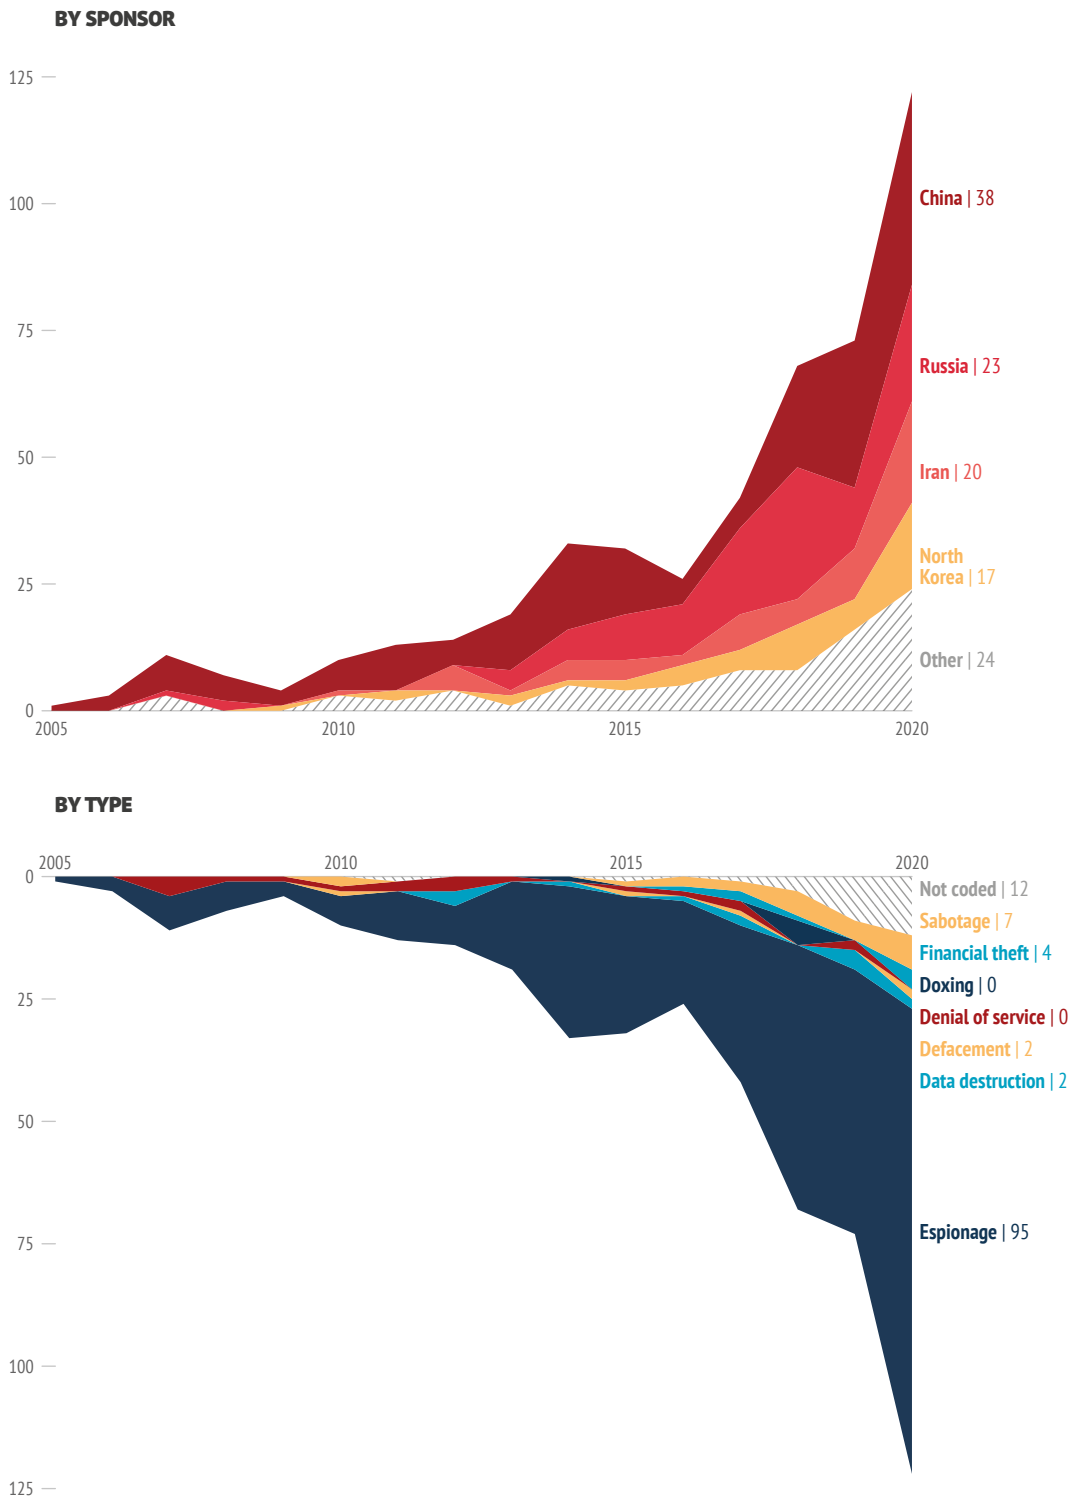 BY SPONSOR
125
100
75
50
25
0
China | 38
Russia | 23
Iran | 20
North
Korea | 17
Other | 24
2005 2010 2015 2020
BY TYPE
2005 2010 2015 2020
0
25
50
75
100
125
Not coded | 12
Sabotage | 7
Financial theft | 4
Doxing | 0
Denial of service | 0
Defacement | 2
Data destruction | 2
Espionage | 95